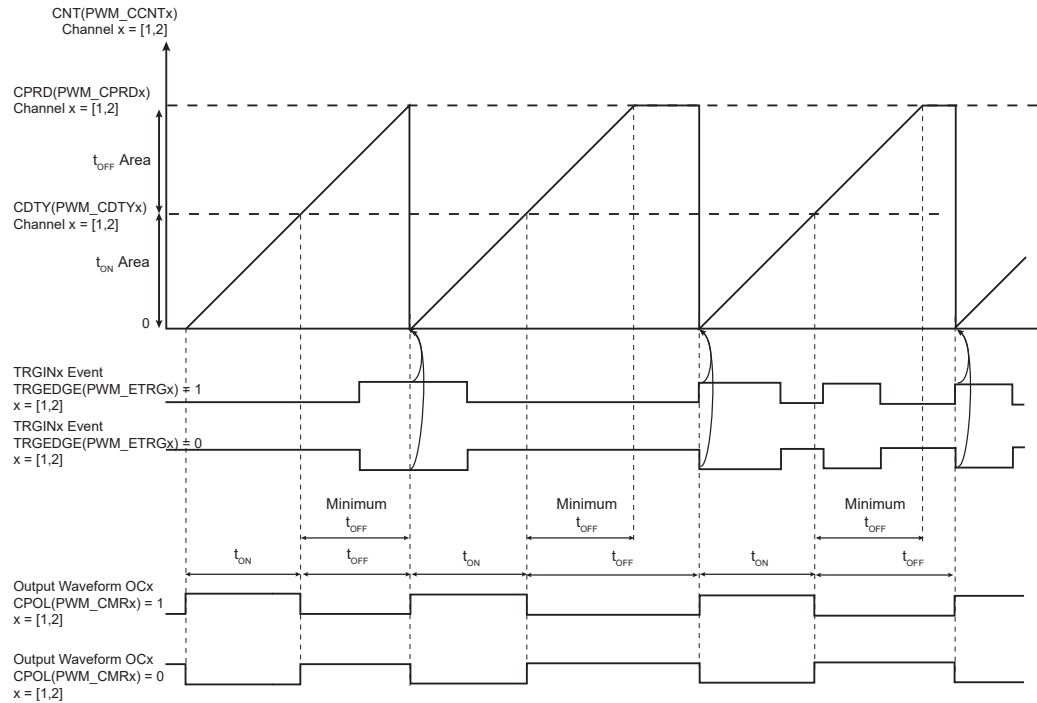 CNT(PWM_CCNTx)
Channel x = [1,2]
CPRD(PWM_CPRDx)
Channel x = [1,2]
tOFF Area
CDTY(PWM_CDTYx)
Channel x = [1,2]
tON Area
0
TRGINx Event
TRGEDGE(PWM_ETRGx) = 1
x = [1,2]
TRGINx Event
TRGEDGE(PWM_ETRGx) = 0
x = [1,2]
Minimum
tOFF
Minimum
tOFF
Minimum
tOFF
tON
tOFF
tON
tOFF
tON
tOFF
Output Waveform OCx
CPOL(PWM_CMRx) = 1
x = [1,2]
Output Waveform OCx
CPOL(PWM_CMRx) = 0
x = [1,2]